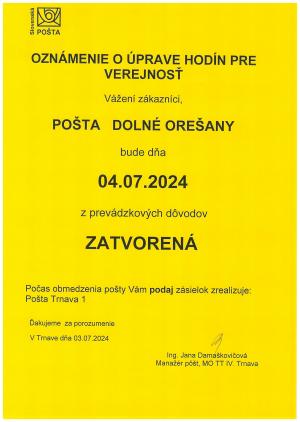 Slovenská
POŠTA
OZNÁMENIE O ÚPRAVE HODÍN PRE
VEREJNOSŤ
Vážení zákazníci,
POŠTA DOLNÉ OREŠANY
bude dňa
04.07.2024
z prevádzkových dôvodov
ZATVORENÁ
Počas obmedzenia pošty Vám podaj zásielok zrealizuje:
Pošta Trnava 1
Ďakujeme za porozumenie
V Trnave dňa 03.07.2024
Ing. Jana Damaškovičová
Manažér pôšt, MO TT IV. Trnava